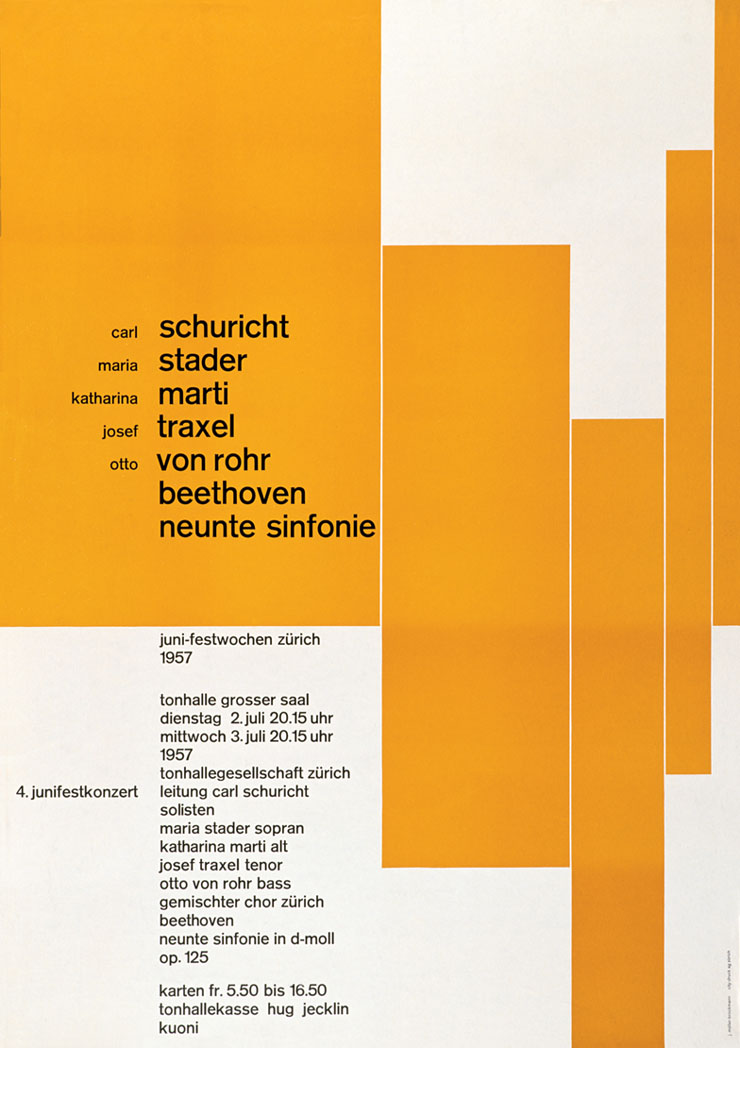 carl schuricht
maria stader
katharina marti
josef traxel
otto von rohr
beethoven
neunte sinfonie
juni-festwochen zürich
1957
tonhalle grosser saal
dienstag 2. juli 20.15 uhr
mittwoch 3. juli 20.15 uhr
1957
tonhallegesellschaft zürich
4. junifestkonzert leitung carl schuricht
solisten
maria stader sopran
katharina marti alt
josef traxel tenor
otto von rohr bass
gemischter chor zürich
beethoven
neunte sinfonie in d-moll
op. 125
karten fr. 5.50 bis 16.50
tonhallekasse hug jecklin
kuoni